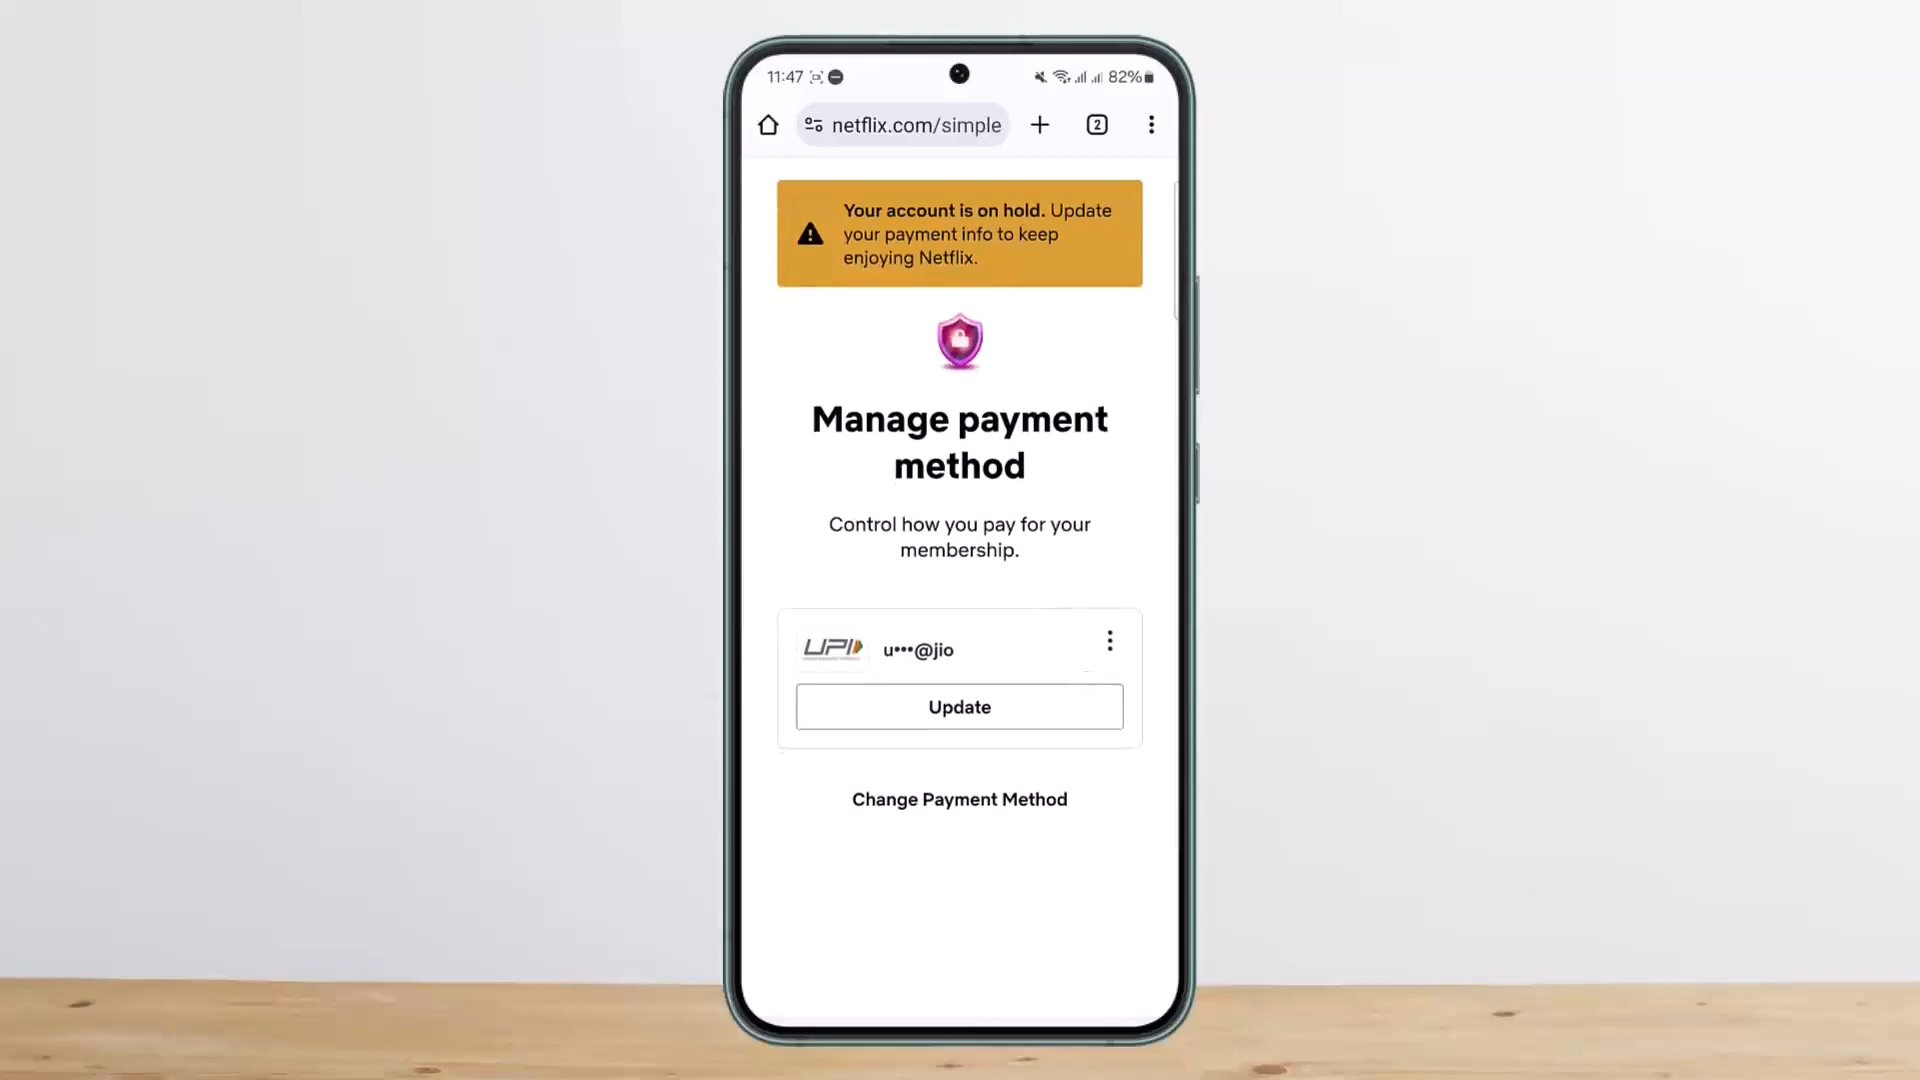 11:47 82%
netflix.com/simple 2
Your account is on hold. Update
your payment info to keep
enjoying Netflix.
Manage payment
method
Control how you pay for your
membership.
UPI u•••@jio
Update
Change Payment Method